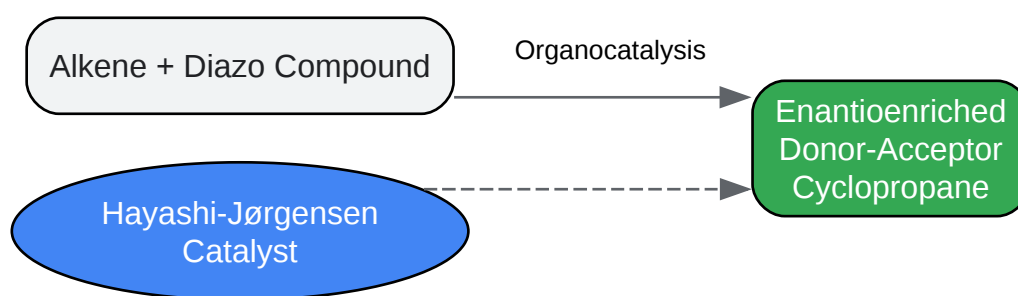 Alkene + Diazo Compound
Organocatalysis
Enantioenriched
Donor-Acceptor
Cyclopropane
Hayashi-Jørgensen
Catalyst